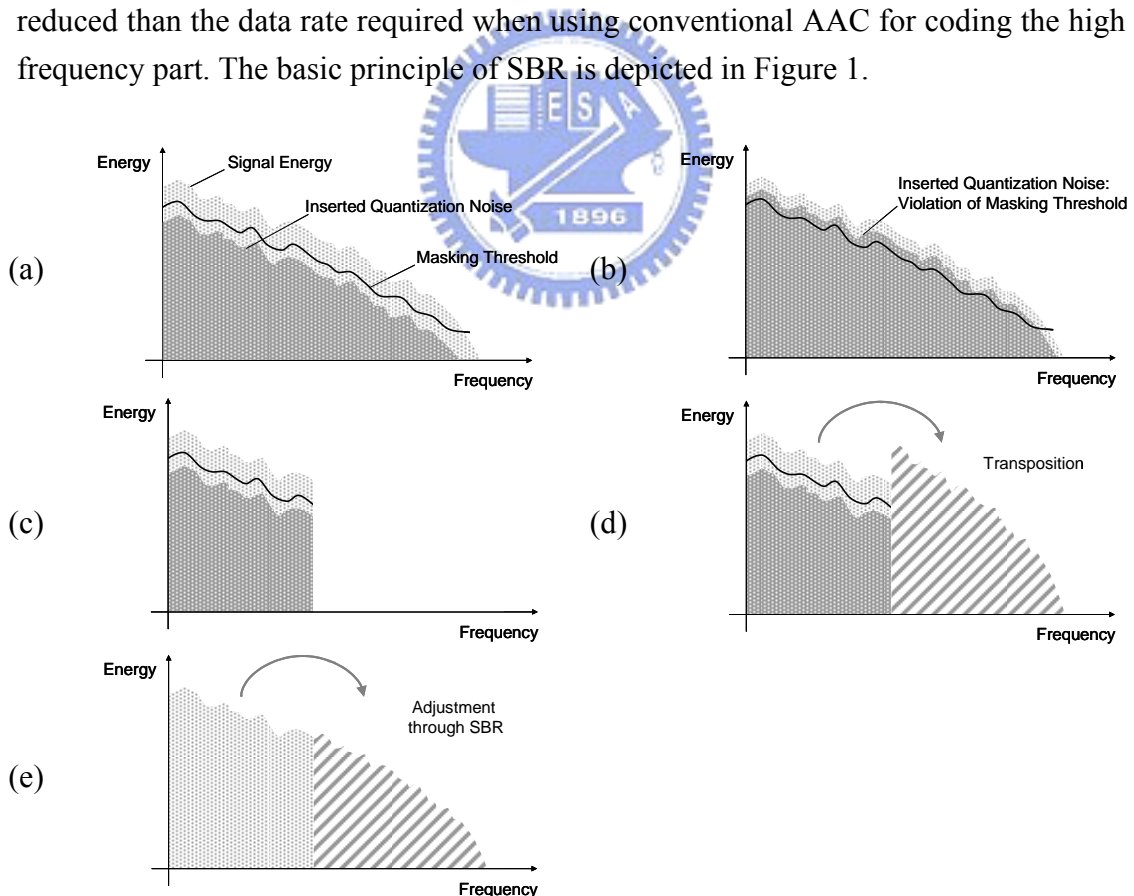 reduced than the data rate required when using conventional AAC for coding the high
frequency part. The basic principle of SBR is depicted in Figure 1.
E S A
1896
(a)
Energy
Signal Energy
Inserted Quantization Noise
Masking Threshold
Frequency
(b)
Energy
Inserted Quantization Noise:
Violation of Masking Threshold
Frequency
(c)
Energy
Frequency
(d)
Energy
Transposition
Frequency
(e)
Energy
Adjustment
through SBR
Frequency